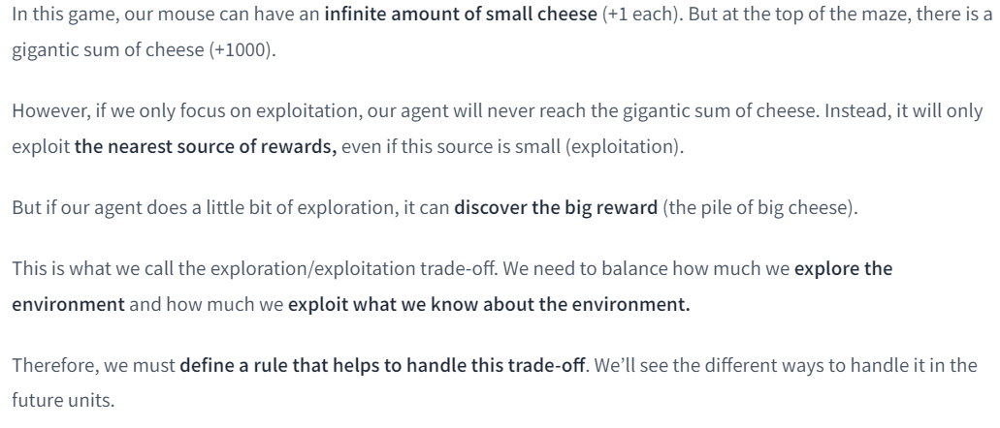 In this game, our mouse can have an infinite amount of small cheese (+1 each). But at the top of the maze, there is a
gigantic sum of cheese (+1000).
However, if we only focus on exploitation, our agent will never reach the gigantic sum of cheese. Instead, it will only
exploit the nearest source of rewards, even if this source is small (exploitation).
But if our agent does a little bit of exploration, it can discover the big reward (the pile of big cheese).
This is what we call the exploration/exploitation trade-off. We need to balance how much we explore the
environment and how much we exploit what we know about the environment.
Therefore, we must define a rule that helps to handle this trade-off. We’ll see the different ways to handle it in the
future units.